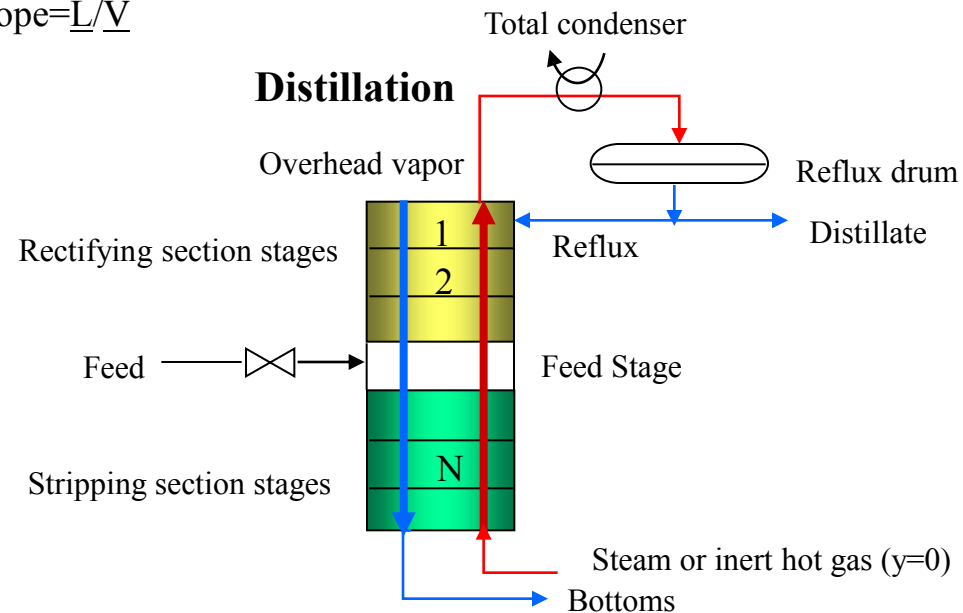 ope=L/V
Total condenser
Distillation
Overhead vapor
Reflux drum
1
Reflux
Distillate
Rectifying section stages
2
Feed
Feed Stage
N
Stripping section stages
Steam or inert hot gas (y=0)
Bottoms